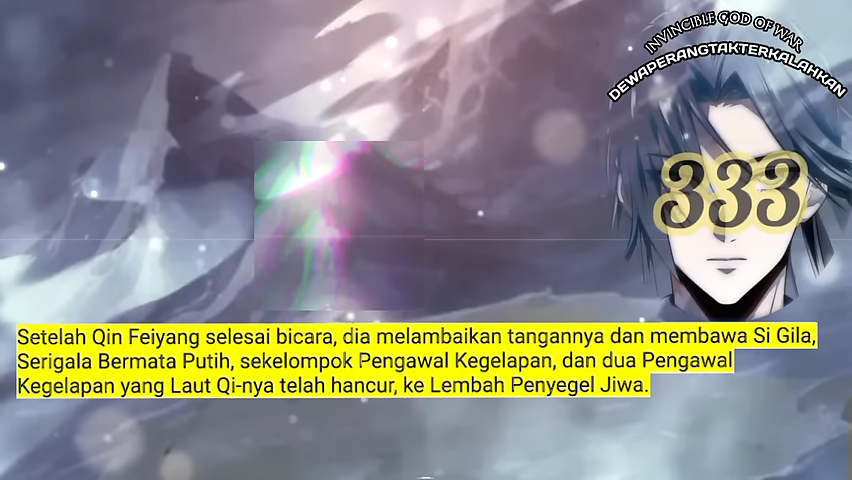 INVINCIBLE GOD OF WAR
DEWAPERANGTAKTERKALAHKAN
333
Setelah Qin Feiyang selesai bicara, dia melambaikan tangannya dan membawa Si Gila,
Serigala Bermata Putih, sekelompok Pengawal Kegelapan, dan dua Pengawal
Kegelapan yang Laut Qi-nya telah hancur, ke Lembah Penyegel Jiwa.